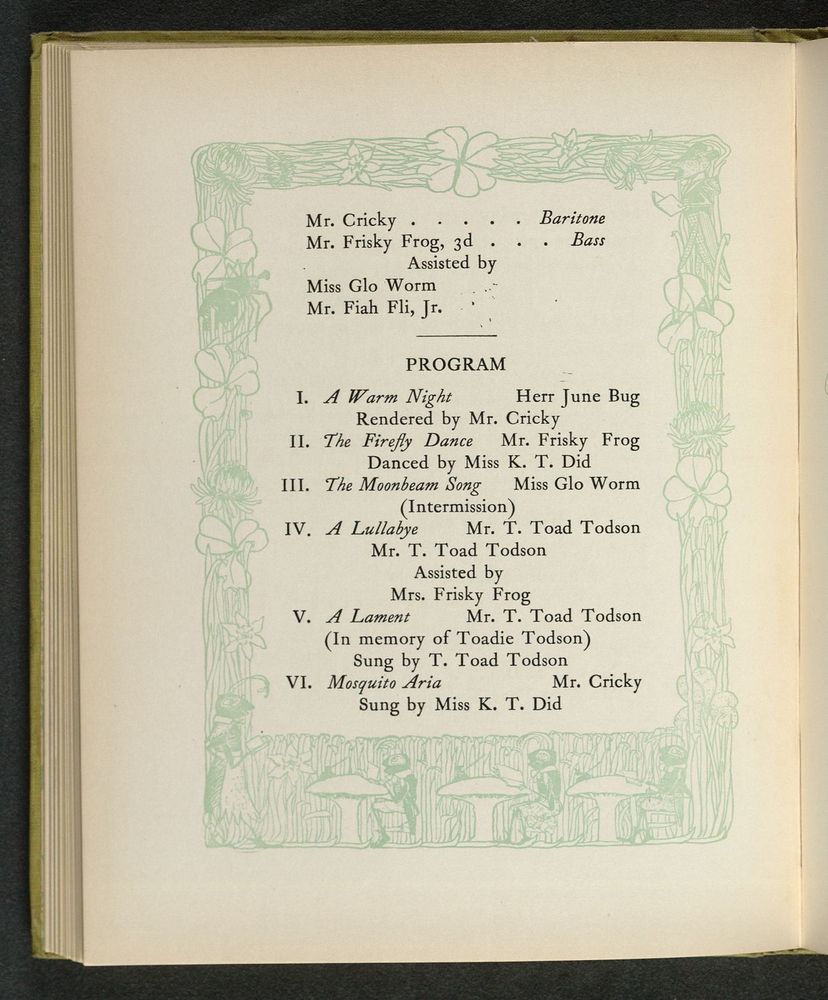 Mr. Cricky . . . . . Baritone
Mr. Frisky Frog, 3d . . . Bass
Assisted by
Miss Glo Worm
Mr. Fiah Fli, Jr.
PROGRAM
I. A Warm Night Herr June Bug
Rendered by Mr. Cricky
II. The Firefly Dance Mr. Frisky Frog
Danced by Miss K. T. Did
III. The Moonbeam Song Miss Glo Worm
(Intermission)
IV. A Lullabye Mr. T. Toad Todson
Mr. T. Toad Todson
Assisted by
Mrs. Frisky Frog
V. A Lament Mr. T. Toad Todson
(In memory of Toadie Todson)
Sung by T. Toad Todson
VI. Mosquito Aria Mr. Cricky
Sung by Miss K. T. Did